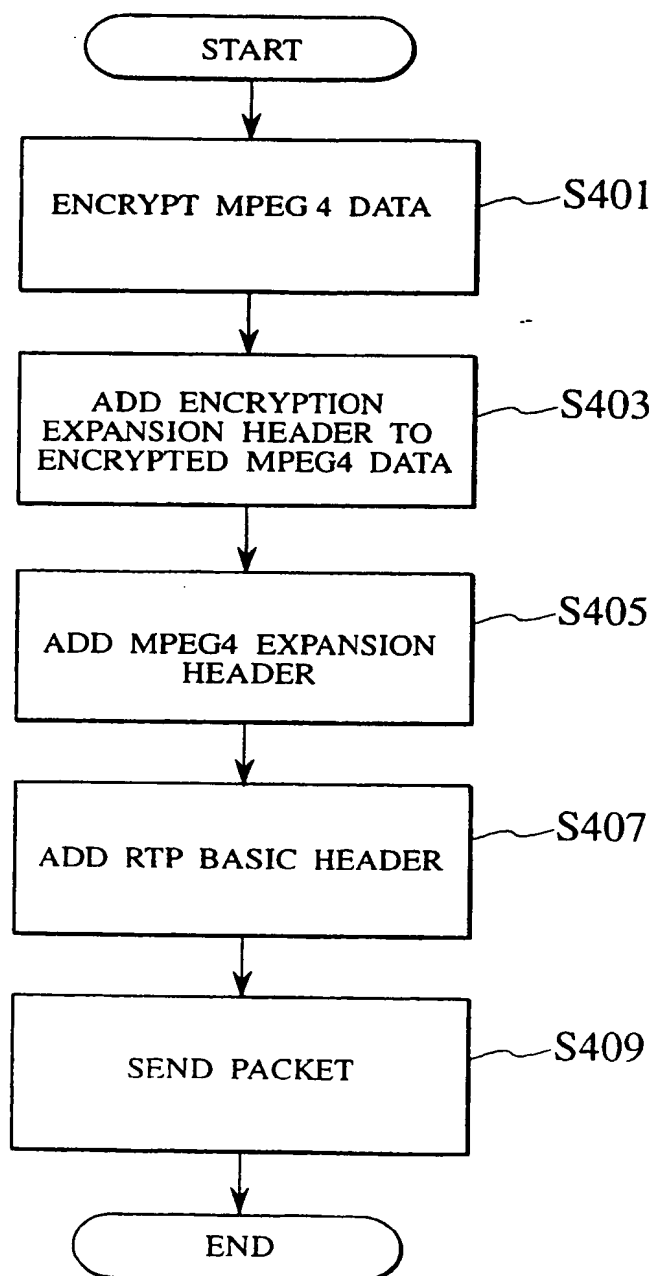 START
ENCRYPT MPEG 4 DATA
S401
ADD ENCRYPTION
EXPANSION HEADER TO
ENCRYPTED MPEG4 DATA
S403
ADD MPEG4 EXPANSION
HEADER
S405
ADD RTP BASIC HEADER
S407
SEND PACKET
S409
END